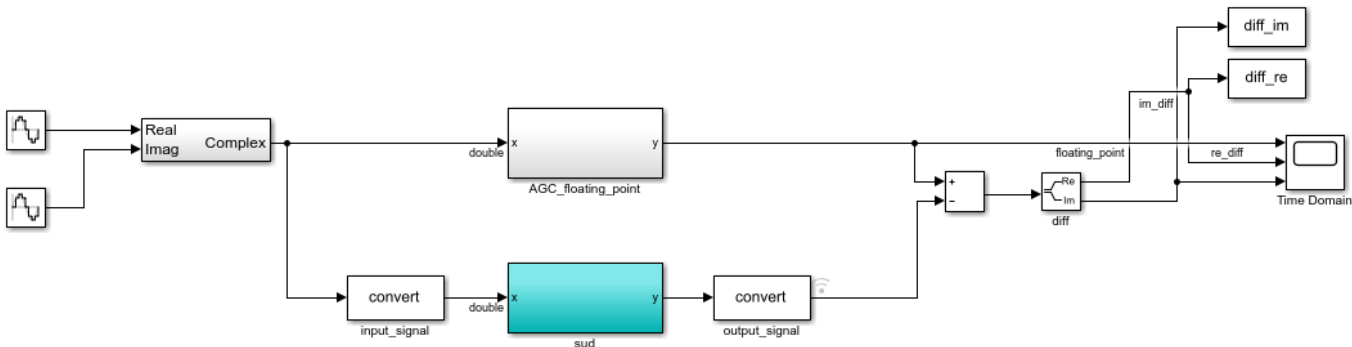 diff_im
diff_re
im_diff
Real
Imag
Complex
x
y
double
AGC_floating_point
floating_point
re_diff
+
−
Re
Im
diff
Time Domain
convert
input_signal
double
x
y
sud
convert
output_signal